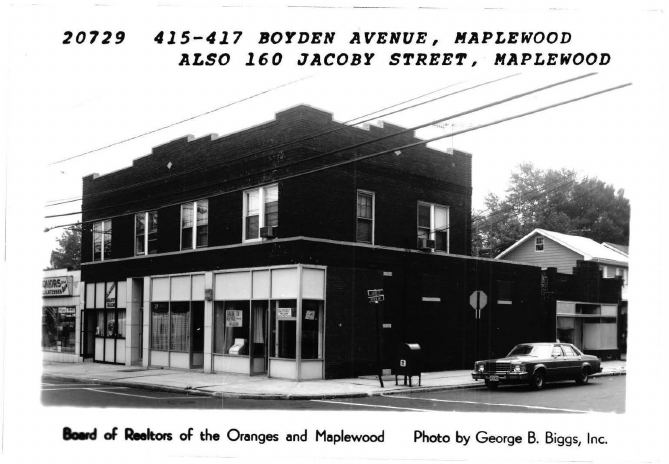 20729 415-417 BOYDEN AVENUE, MAPLEWOOD
ALSO 160 JACOBY STREET, MAPLEWOOD
Board of Realtors of the Oranges and Maplewood
Photo by George B. Biggs, Inc.